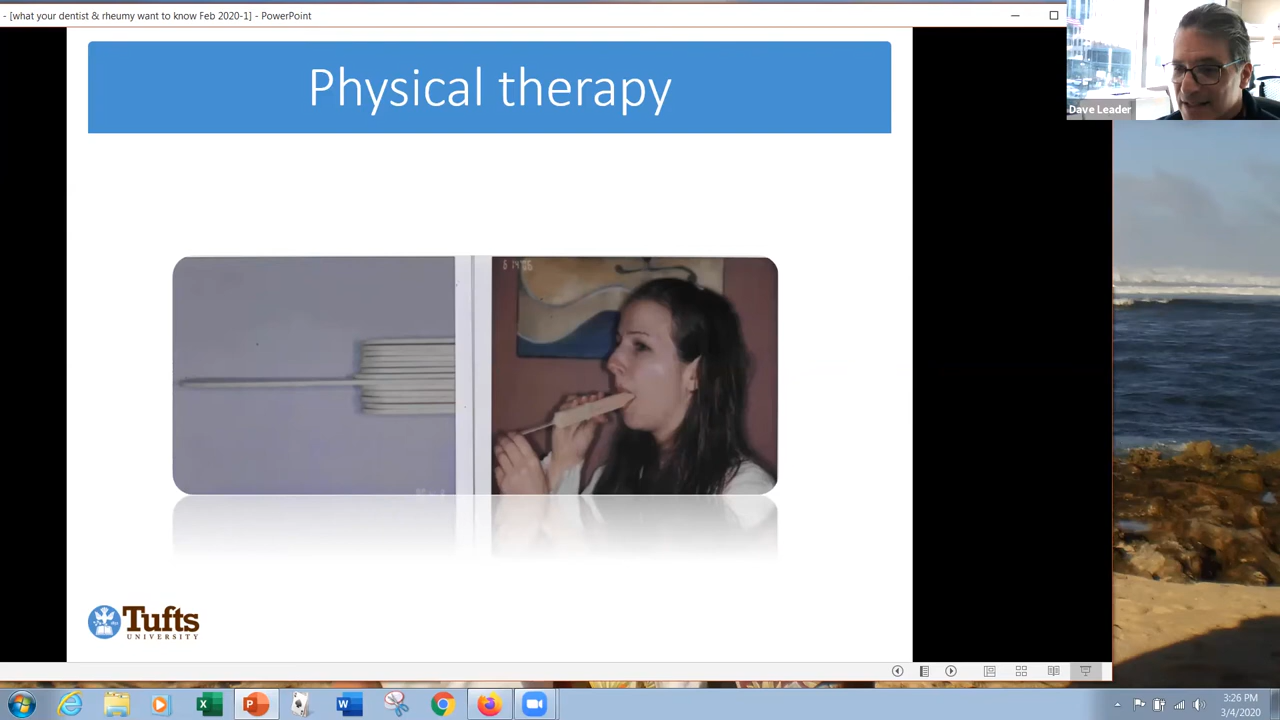 - [what your dentist & rheumy want to know Feb 2020-1] - PowerPoint
Dave Leader
Physical therapy
Tufts
UNIVERSITY
3:26 PM
3/4/2020